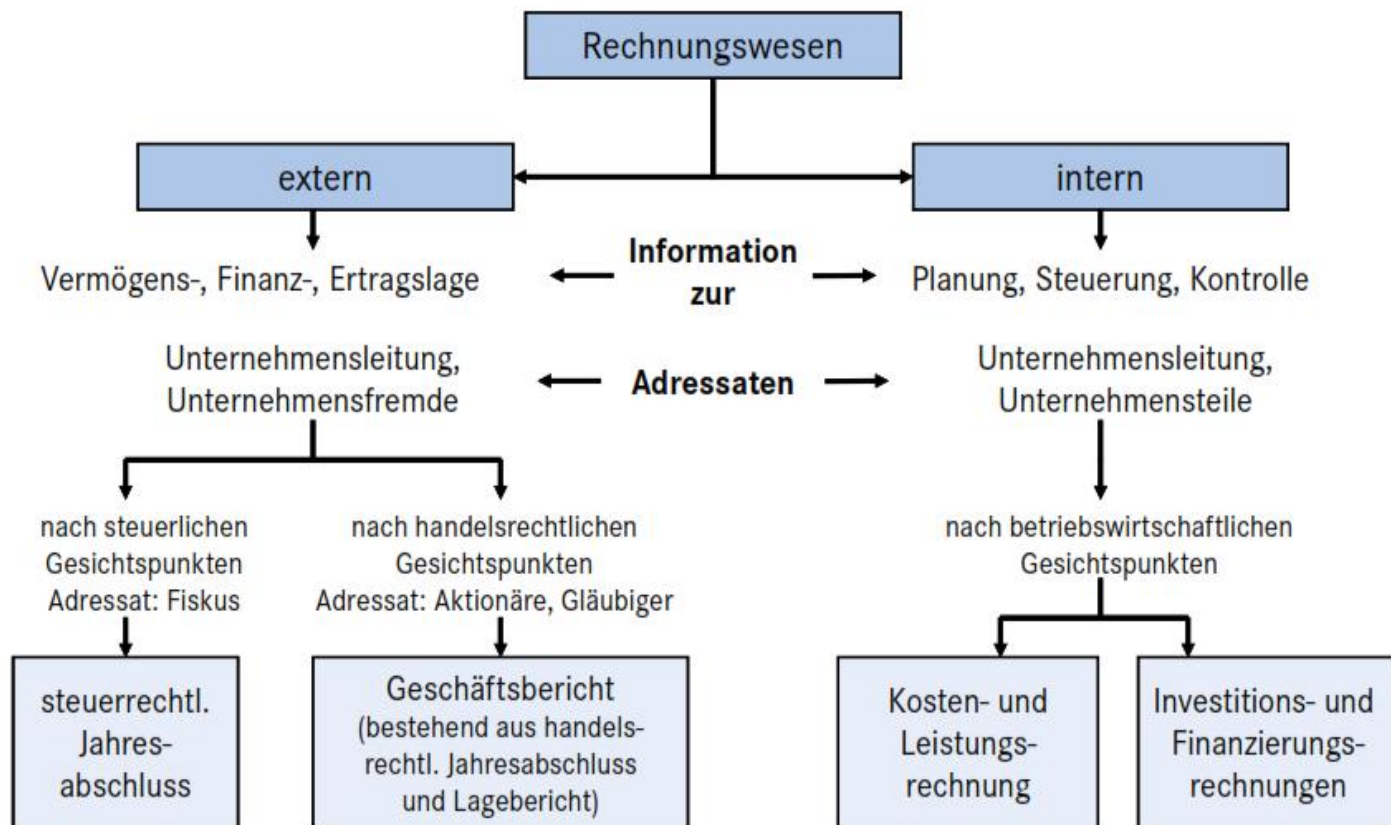 Rechnungswesen
extern
intern
Information
zur
Vermögens-, Finanz-, Ertragslage
Planung, Steuerung, Kontrolle
Unternehmensleitung,
Unternehmensfremde
Adressaten
Unternehmensleitung,
Unternehmensteile
nach steuerlichen
Gesichtspunkten
Adressat: Fiskus
nach handelsrechtlichen
Gesichtspunkten
Adressat: Aktionäre, Gläubiger
nach betriebswirtschaftlichen
Gesichtspunkten
steuerrechtl.
Jahres-
abschluss
Geschäftsbericht
(bestehend aus handels-
rechtl. Jahresabschluss
und Lagebericht)
Kosten- und
Leistungs-
rechnung
Investitions- und
Finanzierungs-
rechnungen